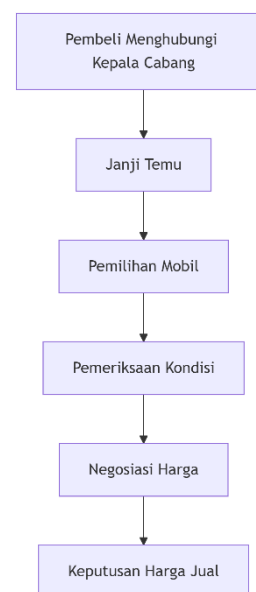 Pembeli Menghubungi
Kepala Cabang
Janji Temu
Pemilihan Mobil
Pemeriksaan Kondisi
Negosiasi Harga
Keputusan Harga Jual